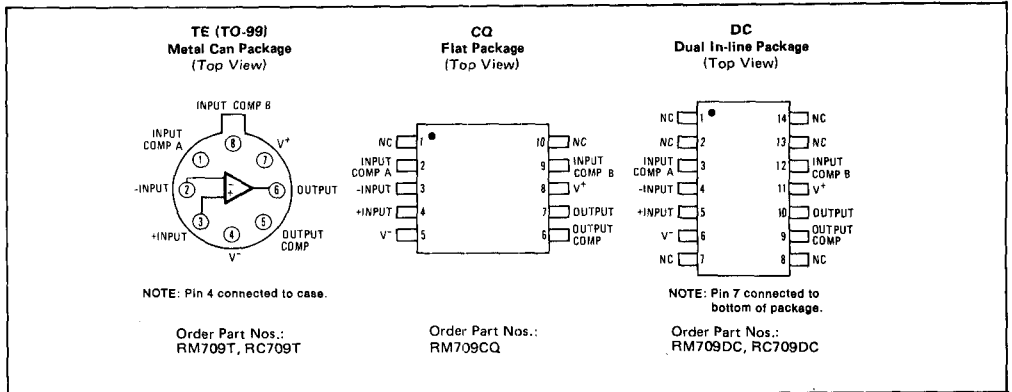 TE (TO-99)
Metal Can Package
(Top View)
INPUT COMP B
INPUT
COMP A
8
V+
1
7
-INPUT
2
- +
6
OUTPUT
3
5
+INPUT
4
OUTPUT
COMP
V-
NOTE: Pin 4 connected to case.
Order Part Nos.:
RM709T, RC709T
CQ
Flat Package
(Top View)
NC 1 10 NC
INPUT
COMP A 2 9 INPUT
COMP B
-INPUT 3 8 V+
+INPUT 4 7 OUTPUT
V- 5 6 OUTPUT
COMP
Order Part Nos.:
RM709CQ
DC
Dual In-line Package
(Top View)
NC 1 14 NC
NC 2 13 NC
INPUT
COMP A 3 12 INPUT
COMP B
-INPUT 4 11 V+
+INPUT 5 10 OUTPUT
V- 6 9 OUTPUT
COMP
NC 7 8 NC
NOTE: Pin 7 connected to
bottom of package.
Order Part Nos.:
RM709DC, RC709DC